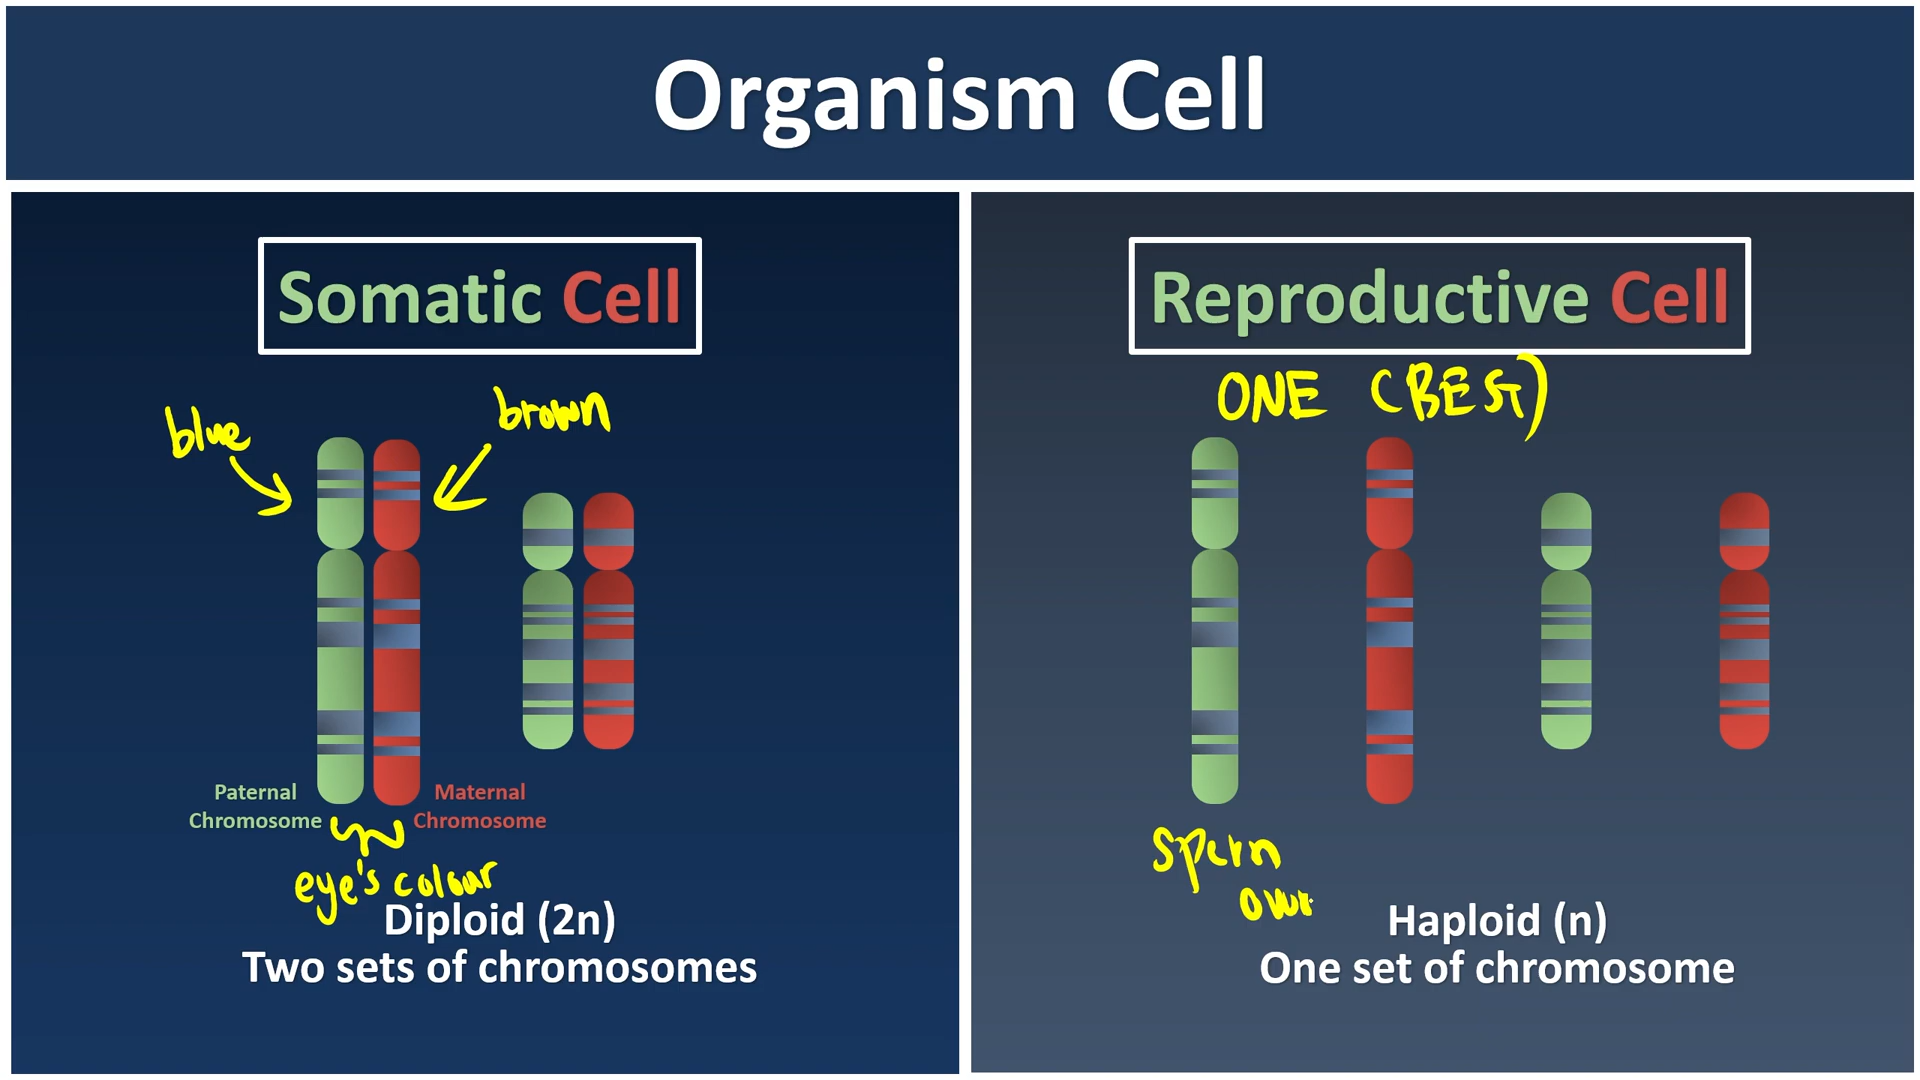 Organism Cell
Somatic Cell
blue
brown
Paternal
Chromosome
Maternal
Chromosome
eye's colour
Diploid (2n)
Two sets of chromosomes
Reproductive Cell
ONE (BEST)
sperm
Haploid (n)
One set of chromosome